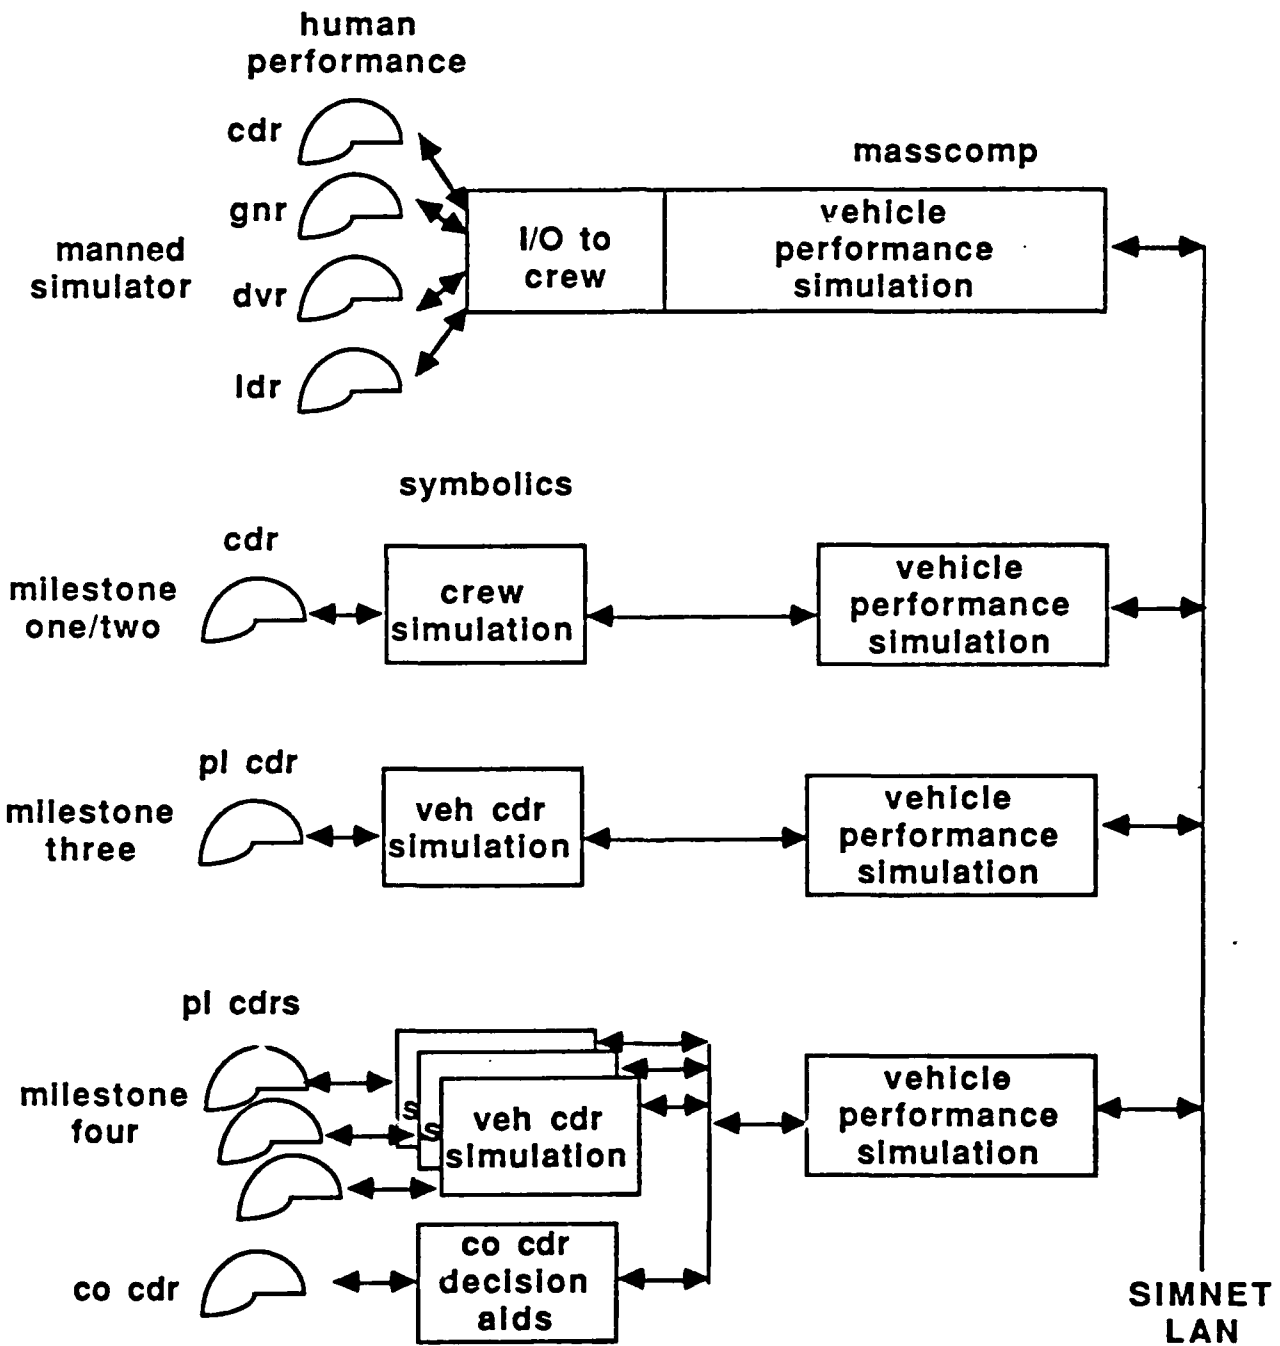 human
performance
cdr
masscomp
gnr
manned
simulator
I/O to
crew
vehicle
performance
simulation
dvr
ldr
symbolics
cdr
milestone
one/two
crew
simulation
vehicle
performance
simulation
pl cdr
milestone
three
veh cdr
simulation
vehicle
performance
simulation
pl cdrs
milestone
four
s
s
veh cdr
simulation
vehicle
performance
simulation
co cdr
co cdr
decision
aids
SIMNET
LAN